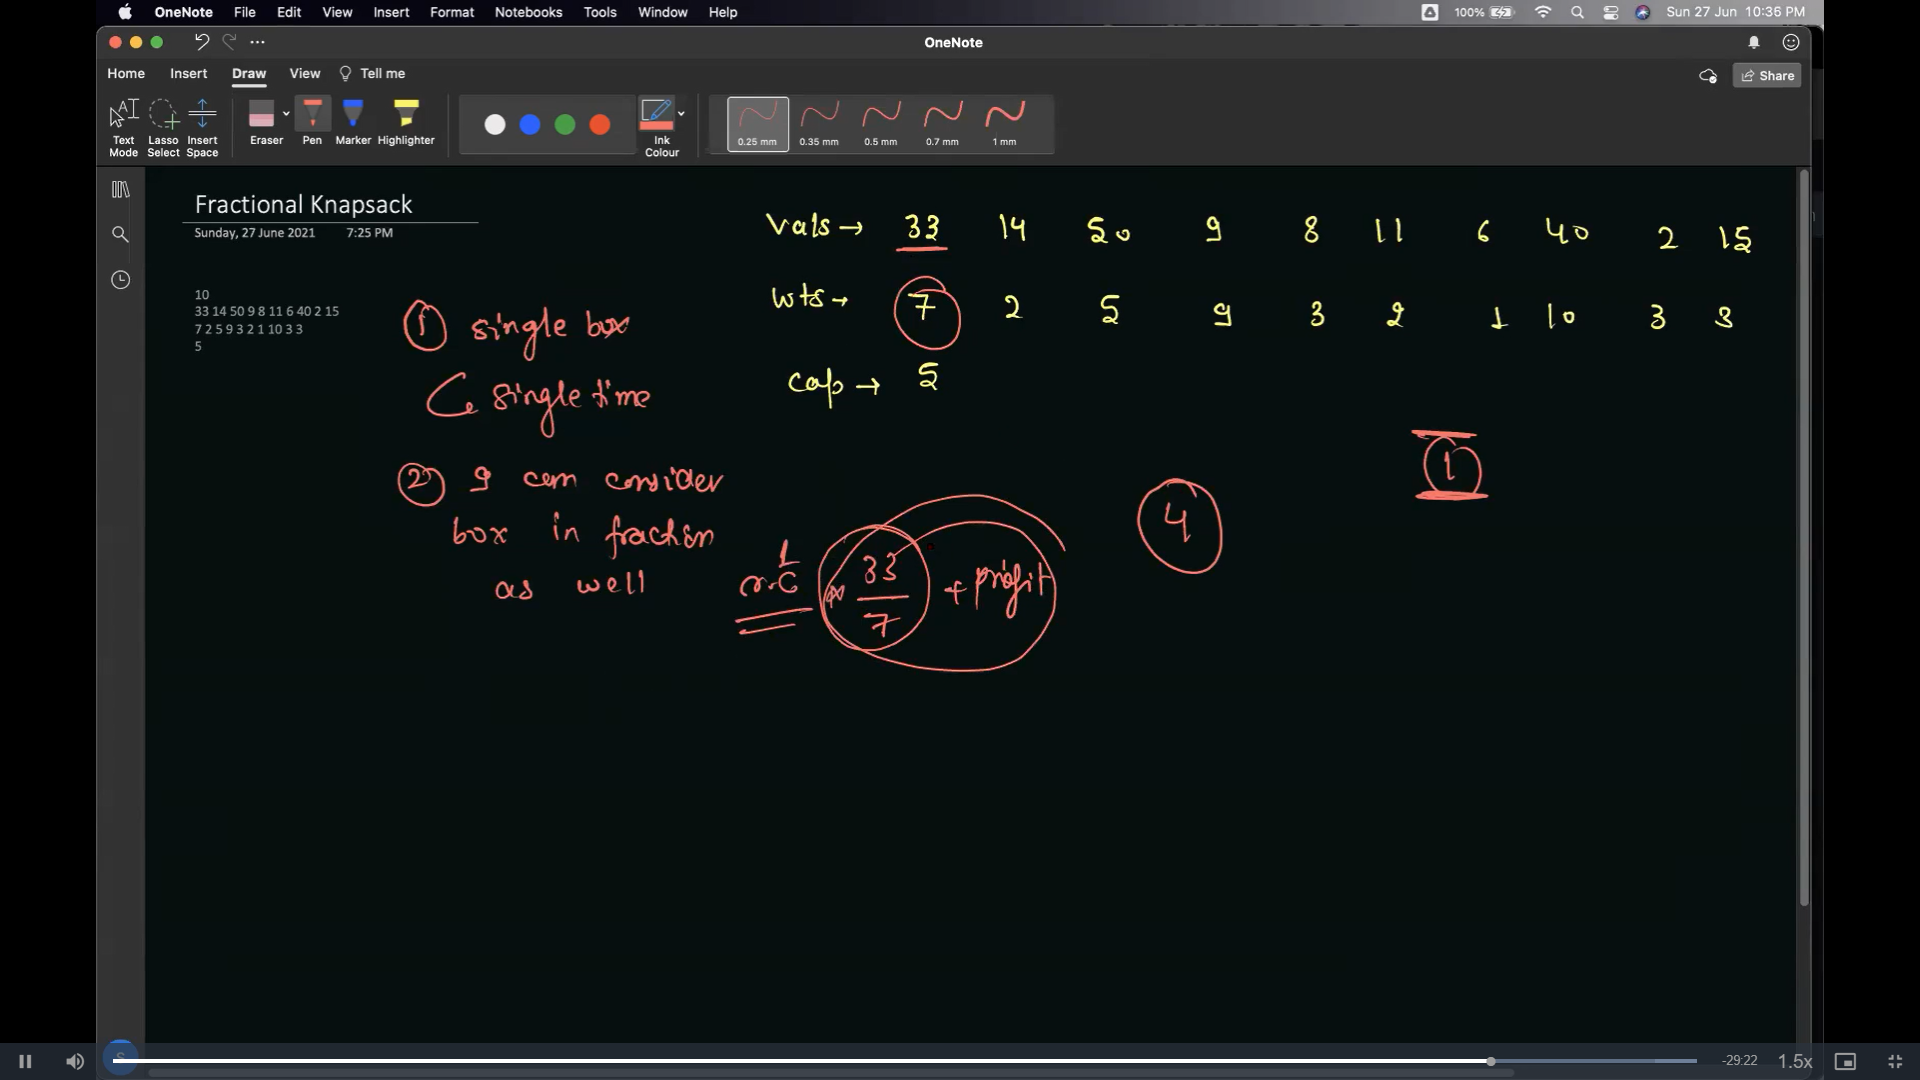 OneNote File Edit View Insert Format Notebooks Tools Window Help 100% Sun 27 Jun 10:36 PM
OneNote
Home Insert Draw View Tell me Share
Text Mode Lasso Select Insert Space Eraser Pen Marker Highlighter Ink Colour 0.25 mm 0.35 mm 0.5 mm 0.7 mm 1 mm
Fractional Knapsack
Sunday, 27 June 2021 7:25 PM
10
33 14 50 9 8 11 6 40 2 15
7 2 5 9 3 2 1 10 3 3
5
Vals → 33 14 50 9 8 11 6 40 2 15
wts → 7 2 5 9 3 2 1 10 3 3
cap → 5
① single box
single time
② I can consider
box in fraction
as well
1
r.c * 33/7 + profit
4
1
-29:22 1.5x